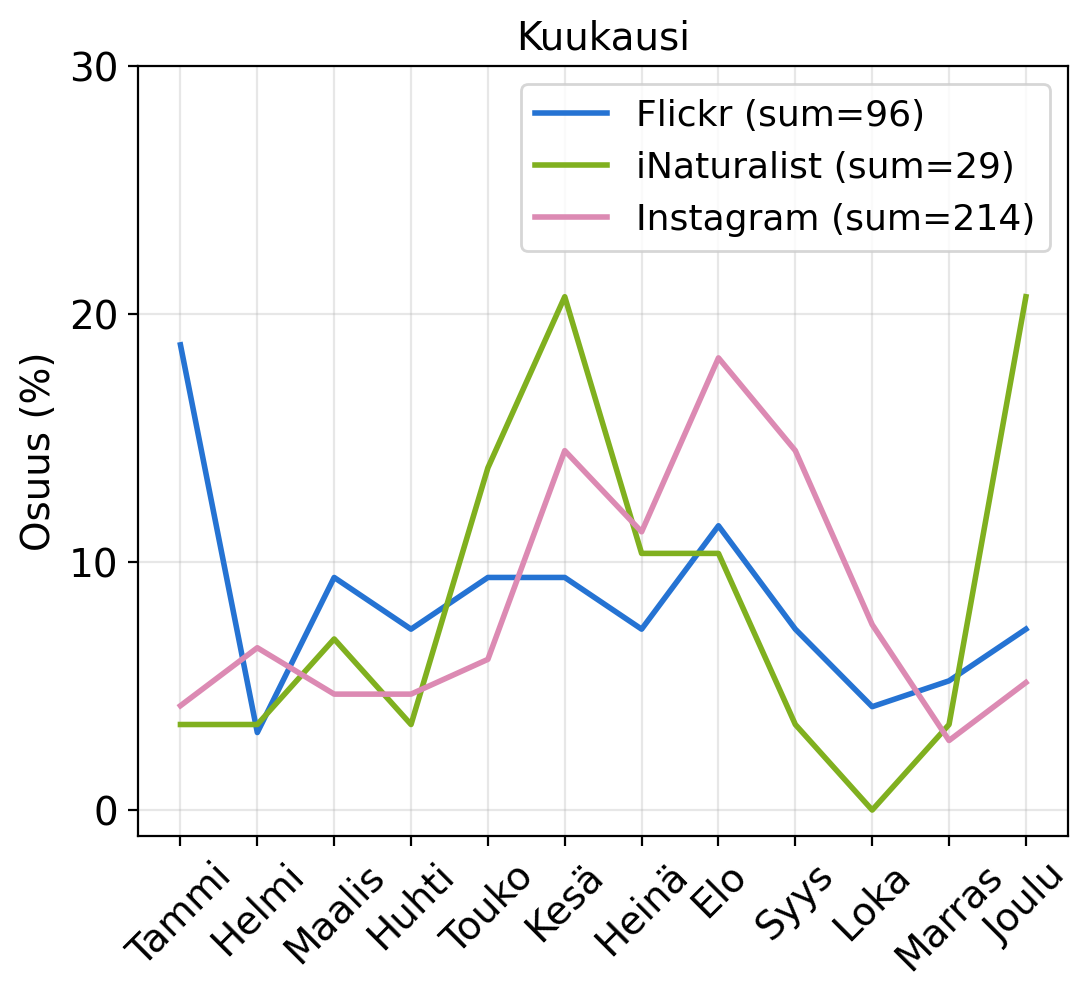 Kuukausi
30
20
10
0
Osuus (%)
Flickr (sum=96)
iNaturalist (sum=29)
Instagram (sum=214)
Tammi
Helmi
Maalis
Huhti
Touko
Kesä
Heinä
Elo
Syys
Loka
Marras
Joulu